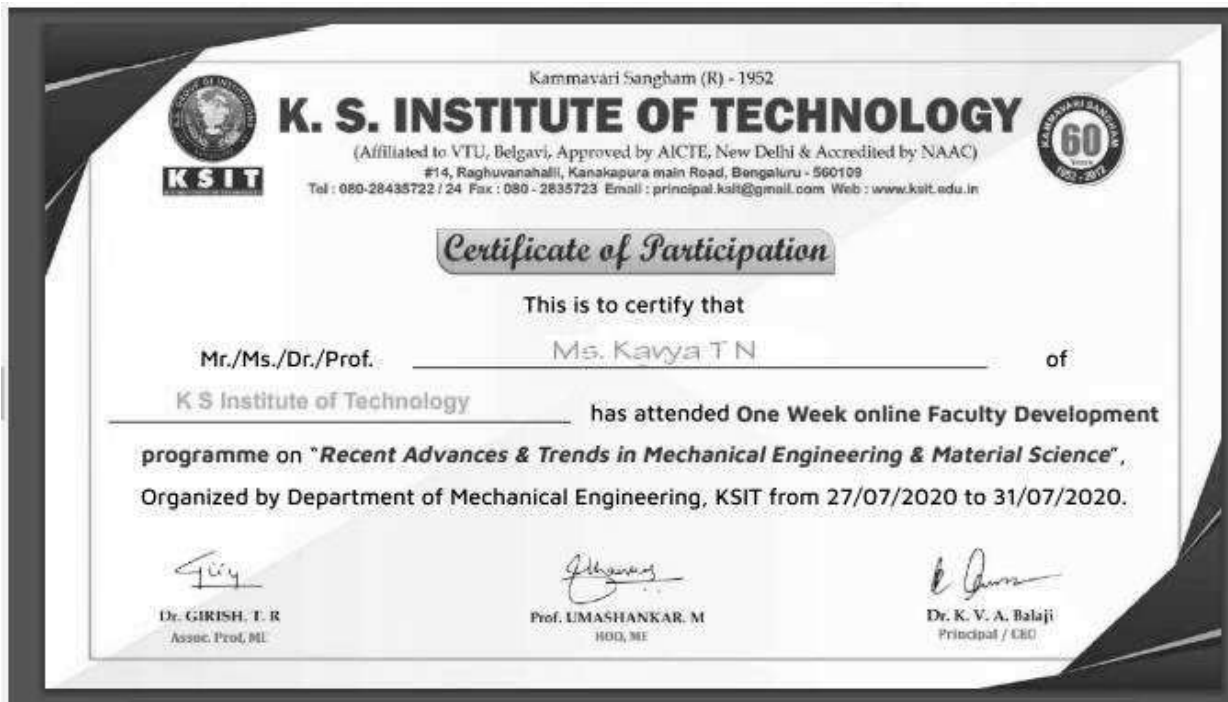 Kammavari Sangham (R) - 1952
K. S. INSTITUTE OF TECHNOLOGY
(Affiliated to VTU, Belgavi, Approved by AICTE, New Delhi & Accredited by NAAC)
#14, Raghuvanahalli, Kanakapura main Road, Bengaluru - 560109
Tel : 080-28435722 / 24 Fax : 080 - 2835723 Email : principal.ksit@gmail.com Web : www.ksit.edu.in
KSIT
KAMMAVARI SANGHAM
60
Years
1952 - 2012
Certificate of Participation
This is to certify that
Mr./Ms./Dr./Prof. Ms. Kavya T N of
K S Institute of Technology has attended One Week online Faculty Development
programme on "Recent Advances & Trends in Mechanical Engineering & Material Science",
Organized by Department of Mechanical Engineering, KSIT from 27/07/2020 to 31/07/2020.
Dr. GIRISH. T. R Prof. UMASHANKAR. M Dr. K. V. A. Balaji
Assoc. Prof, ME HOD, ME Principal / CEO